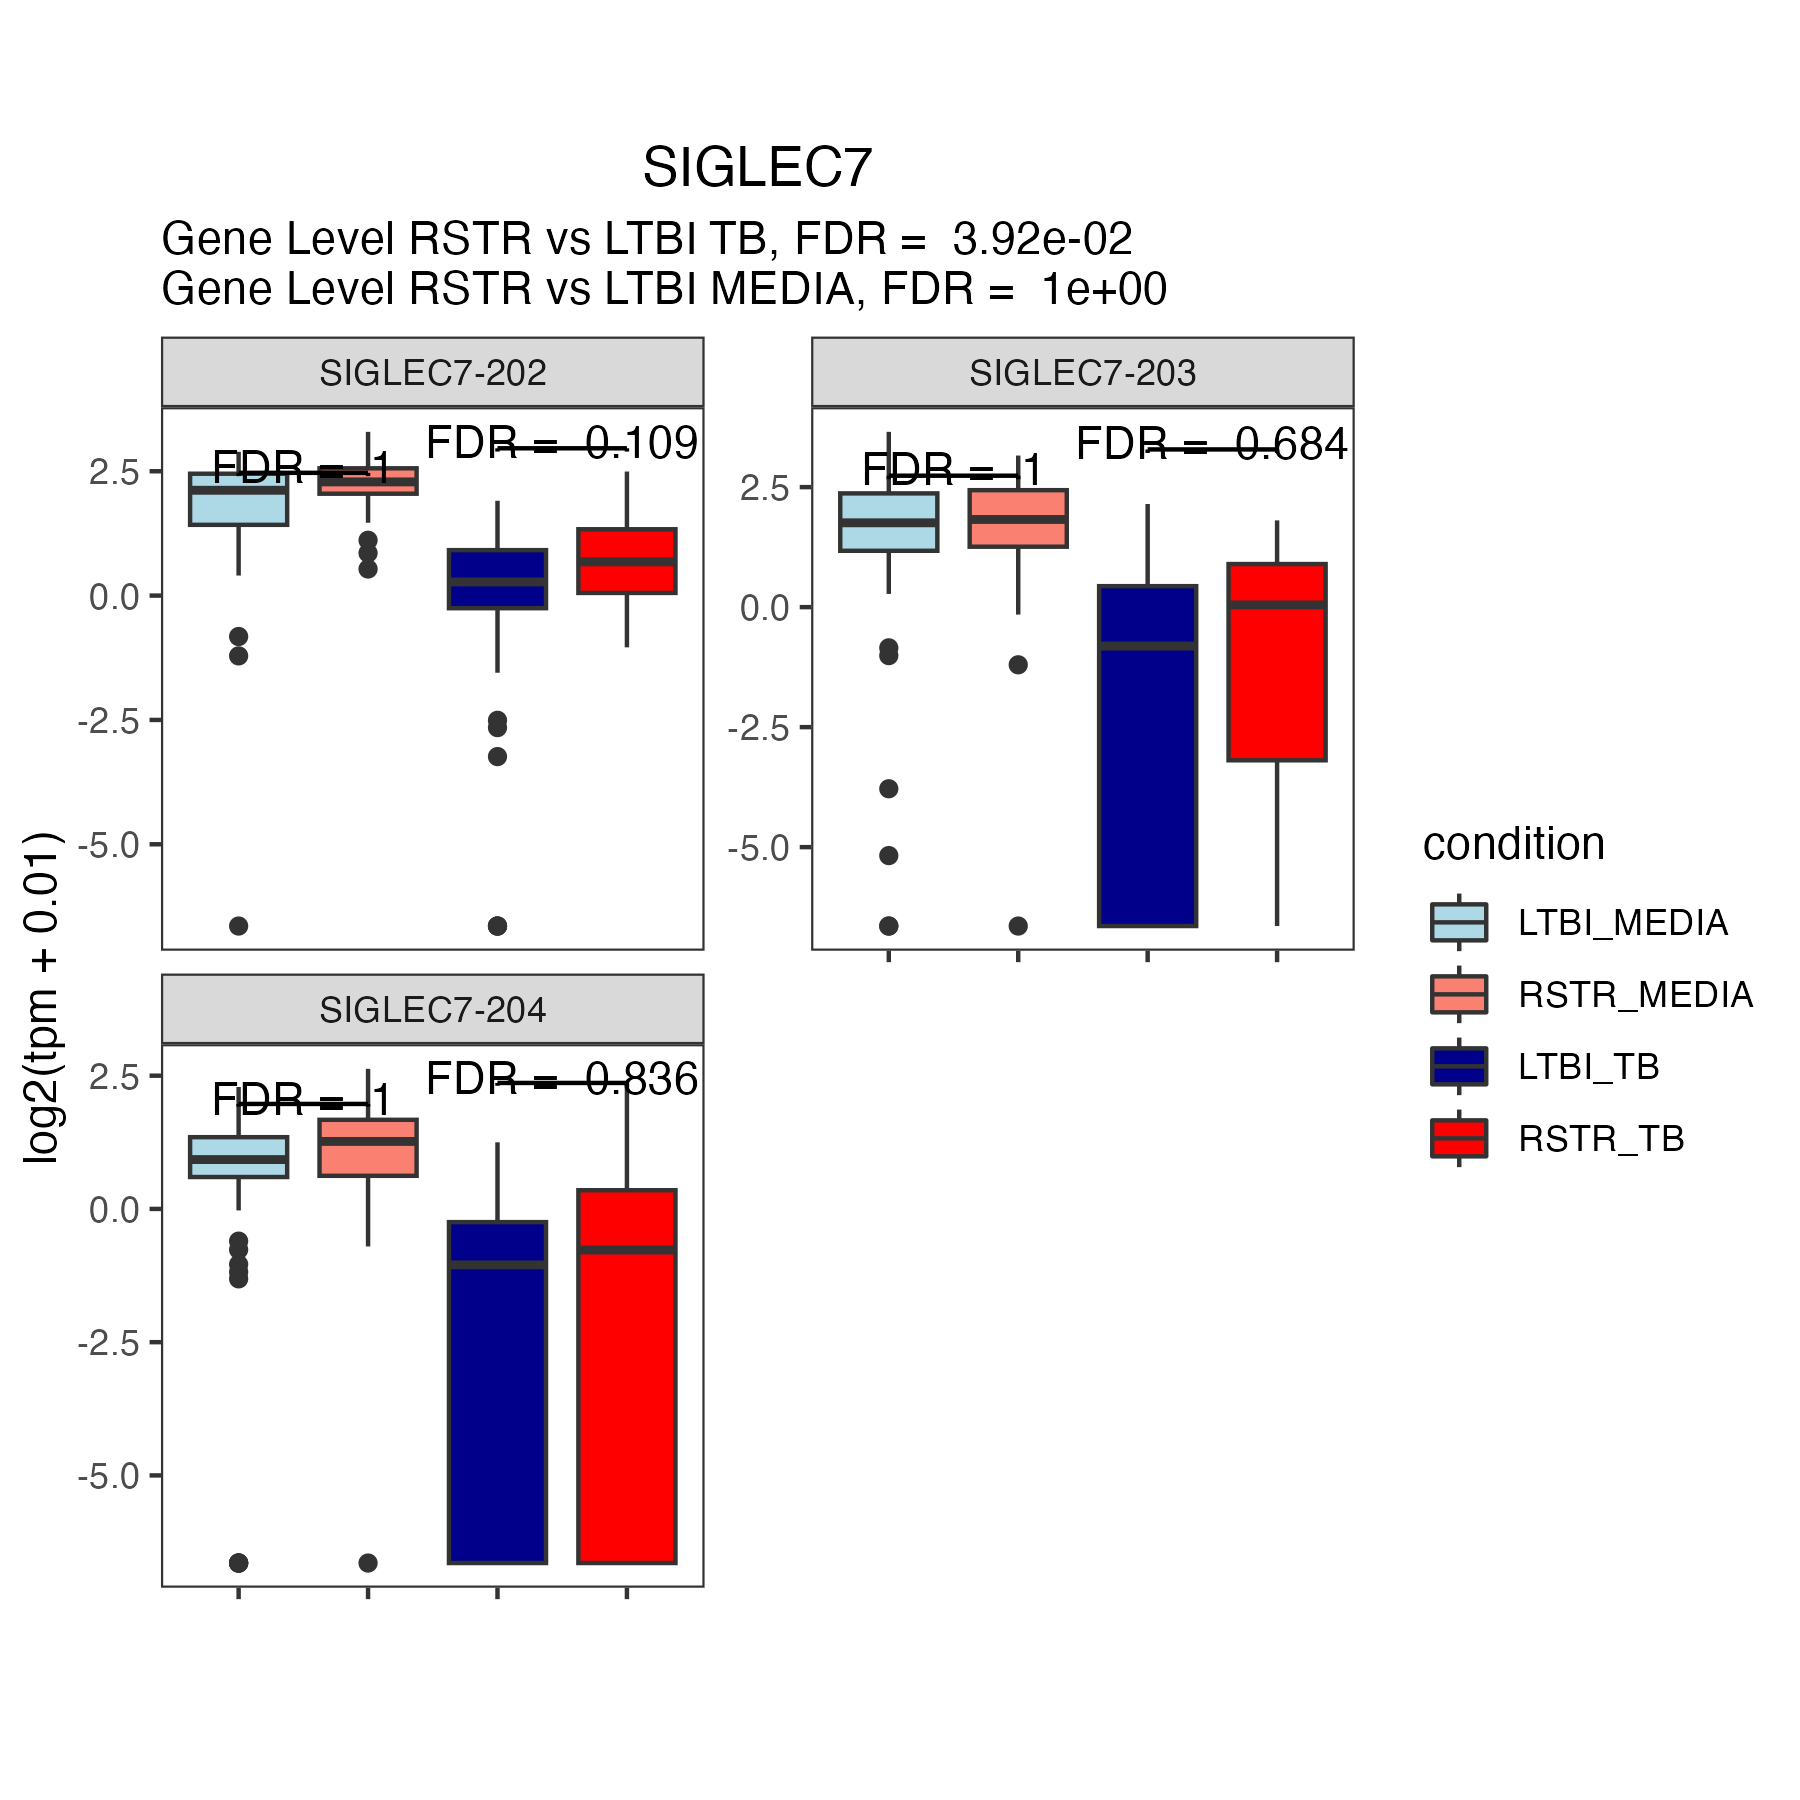 SIGLEC7
Gene Level RSTR vs LTBI TB, FDR =  3.92e-02
Gene Level RSTR vs LTBI MEDIA, FDR =  1e+00
SIGLEC7-202
FDR =  1
FDR =  0.109
2.5
0.0
-2.5
-5.0
SIGLEC7-203
FDR =  1
FDR =  0.684
2.5
0.0
-2.5
-5.0
SIGLEC7-204
FDR =  1
FDR =  0.836
2.5
0.0
-2.5
-5.0
log2(tpm + 0.01)
condition
LTBI_MEDIA
RSTR_MEDIA
LTBI_TB
RSTR_TB